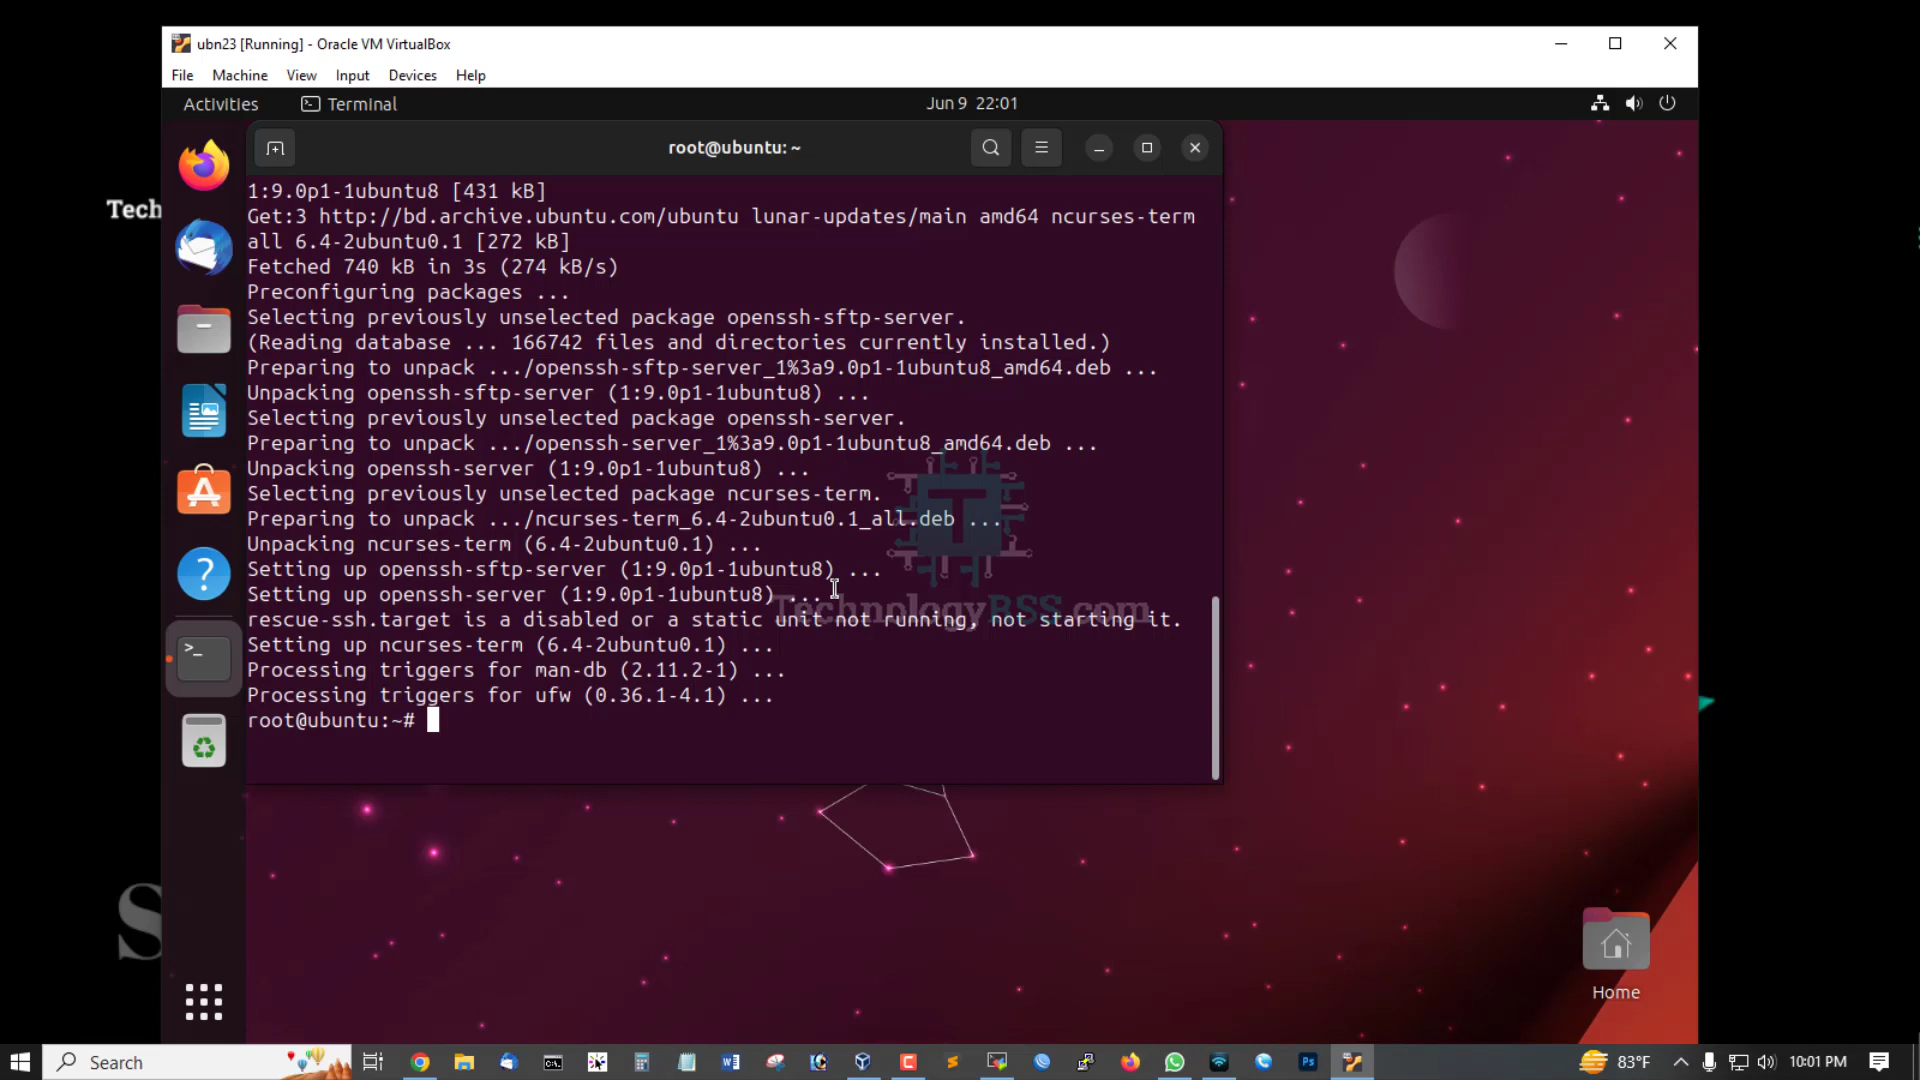 ubn23 [Running] - Oracle VM VirtualBox
File Machine View Input Devices Help
Activities Terminal Jun 9 22:01
Tech
root@ubuntu: ~
1:9.0p1-1ubuntu8 [431 kB]
Get:3 http://bd.archive.ubuntu.com/ubuntu lunar-updates/main amd64 ncurses-term
all 6.4-2ubuntu0.1 [272 kB]
Fetched 740 kB in 3s (274 kB/s)
Preconfiguring packages ...
Selecting previously unselected package openssh-sftp-server.
(Reading database ... 166742 files and directories currently installed.)
Preparing to unpack .../openssh-sftp-server_1%3a9.0p1-1ubuntu8_amd64.deb ...
Unpacking openssh-sftp-server (1:9.0p1-1ubuntu8) ...
Selecting previously unselected package openssh-server.
Preparing to unpack .../openssh-server_1%3a9.0p1-1ubuntu8_amd64.deb ...
Unpacking openssh-server (1:9.0p1-1ubuntu8) ...
Selecting previously unselected package ncurses-term.
Preparing to unpack .../ncurses-term_6.4-2ubuntu0.1_all.deb ...
Unpacking ncurses-term (6.4-2ubuntu0.1) ...
Setting up openssh-sftp-server (1:9.0p1-1ubuntu8) ...
Setting up openssh-server (1:9.0p1-1ubuntu8) ...
TechnologyRSS.com
rescue-ssh.target is a disabled or a static unit not running, not starting it.
Setting up ncurses-term (6.4-2ubuntu0.1) ...
Processing triggers for man-db (2.11.2-1) ...
Processing triggers for ufw (0.36.1-4.1) ...
root@ubuntu:~#
S
Home
Search 83°F 10:01 PM